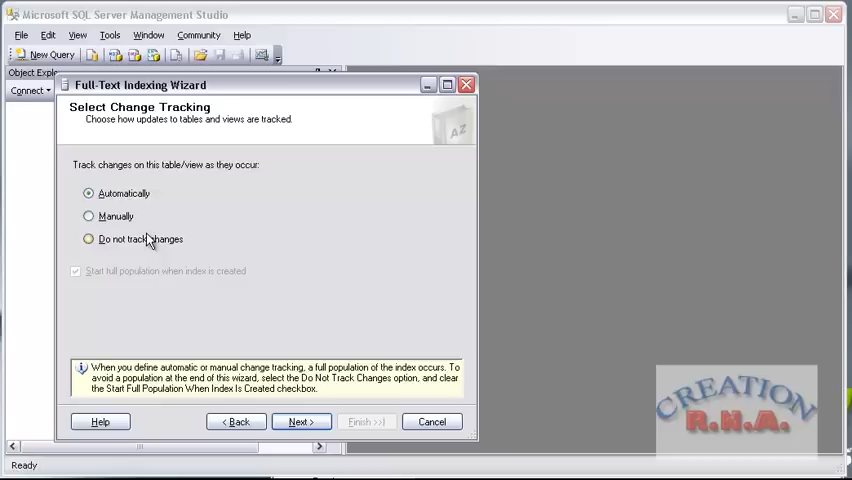 Microsoft SQL Server Management Studio
File Edit View Tools Window Community Help
New Query
Object Explo
Connect
Full-Text Indexing Wizard
Select Change Tracking
Choose how updates to tables and views are tracked.
Track changes on this table/view as they occur:
Automatically
Manually
Do not track changes
Start full population when index is created
When you define automatic or manual change tracking, a full population of the index occurs. To
avoid a population at the end of this wizard, select the Do Not Track Changes option, and clear
the Start Full Population When Index Is Created checkbox.
Help
< Back
Next >
Finish >>|
Cancel
Ready
CREATION
R.N.A.